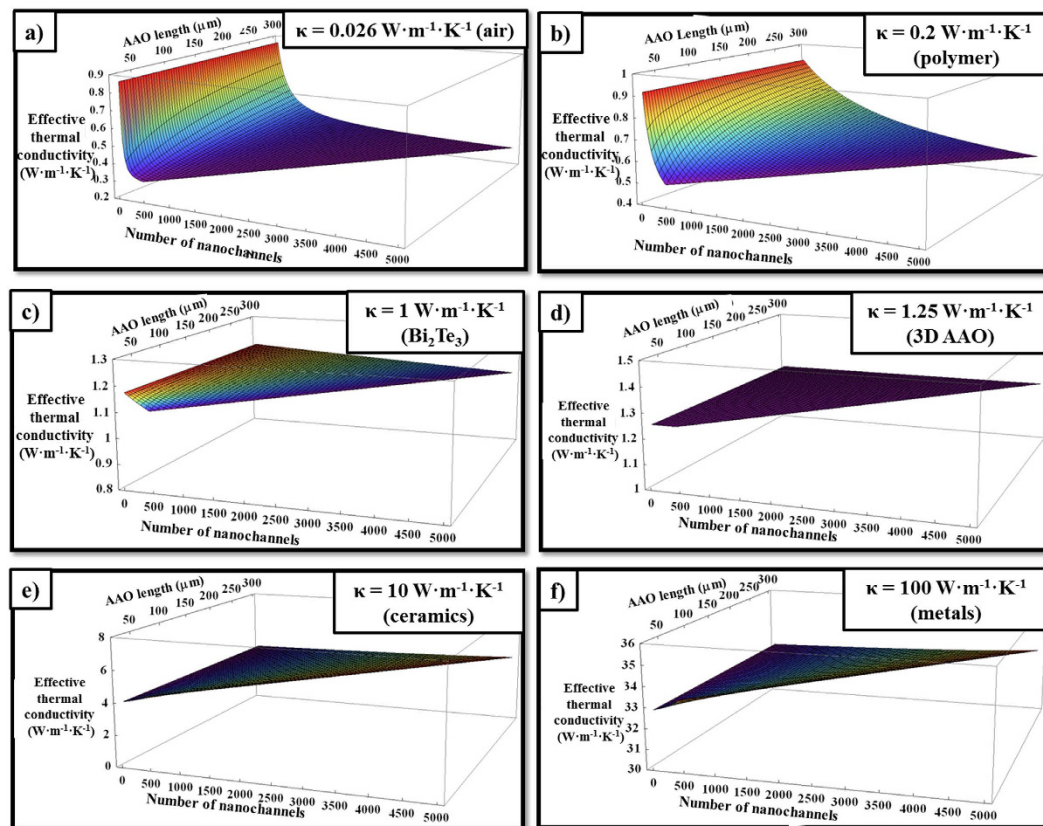 a)
κ = 0.026 W·m⁻¹·K⁻¹ (air)
AAO length (μm)
50
100
150
200
250
300
0.9
0.8
0.7
0.6
0.5
0.4
0.3
0.2
Effective
thermal
conductivity
(W·m⁻¹·K⁻¹)
0
500
1000
1500
2000
2500
3000
3500
4000
4500
5000
Number of nanochannels
b)
κ = 0.2 W·m⁻¹·K⁻¹
(polymer)
AAO Length (μm)
50
100
150
200
250
300
1
0.9
0.8
0.7
0.6
0.5
0.4
Effective
thermal
conductivity
(W·m⁻¹·K⁻¹)
0
500
1000
1500
2000
2500
3000
3500
4000
4500
5000
Number of nanochannels
c)
κ = 1 W·m⁻¹·K⁻¹
(Bi₂Te₃)
AAO length (μm)
50
100
150
200
250
300
1.3
1.2
1.1
1
0.9
0.8
Effective
thermal
conductivity
(W·m⁻¹·K⁻¹)
0
500
1000
1500
2000
2500
3000
3500
4000
4500
5000
Number of nanochannels
d)
κ = 1.25 W·m⁻¹·K⁻¹
(3D AAO)
AAO length (μm)
50
100
150
200
250
300
1.5
1.4
1.3
1.2
1.1
1
Effective
thermal
conductivity
(W·m⁻¹·K⁻¹)
0
500
1000
1500
2000
2500
3000
3500
4000
4500
5000
Number of nanochannels
e)
κ = 10 W·m⁻¹·K⁻¹
(ceramics)
AAO length (μm)
50
100
150
200
250
300
8
6
4
2
0
Effective
thermal
conductivity
(W·m⁻¹·K⁻¹)
0
500
1000
1500
2000
2500
3000
3500
4000
4500
5000
Number of nanochannels
f)
κ = 100 W·m⁻¹·K⁻¹
(metals)
AAO length (μm)
50
100
150
200
250
300
36
35
34
33
32
31
30
Effective
thermal
conductivity
(W·m⁻¹·K⁻¹)
0
500
1000
1500
2000
2500
3000
3500
4000
4500
5000
Number of nanochannels